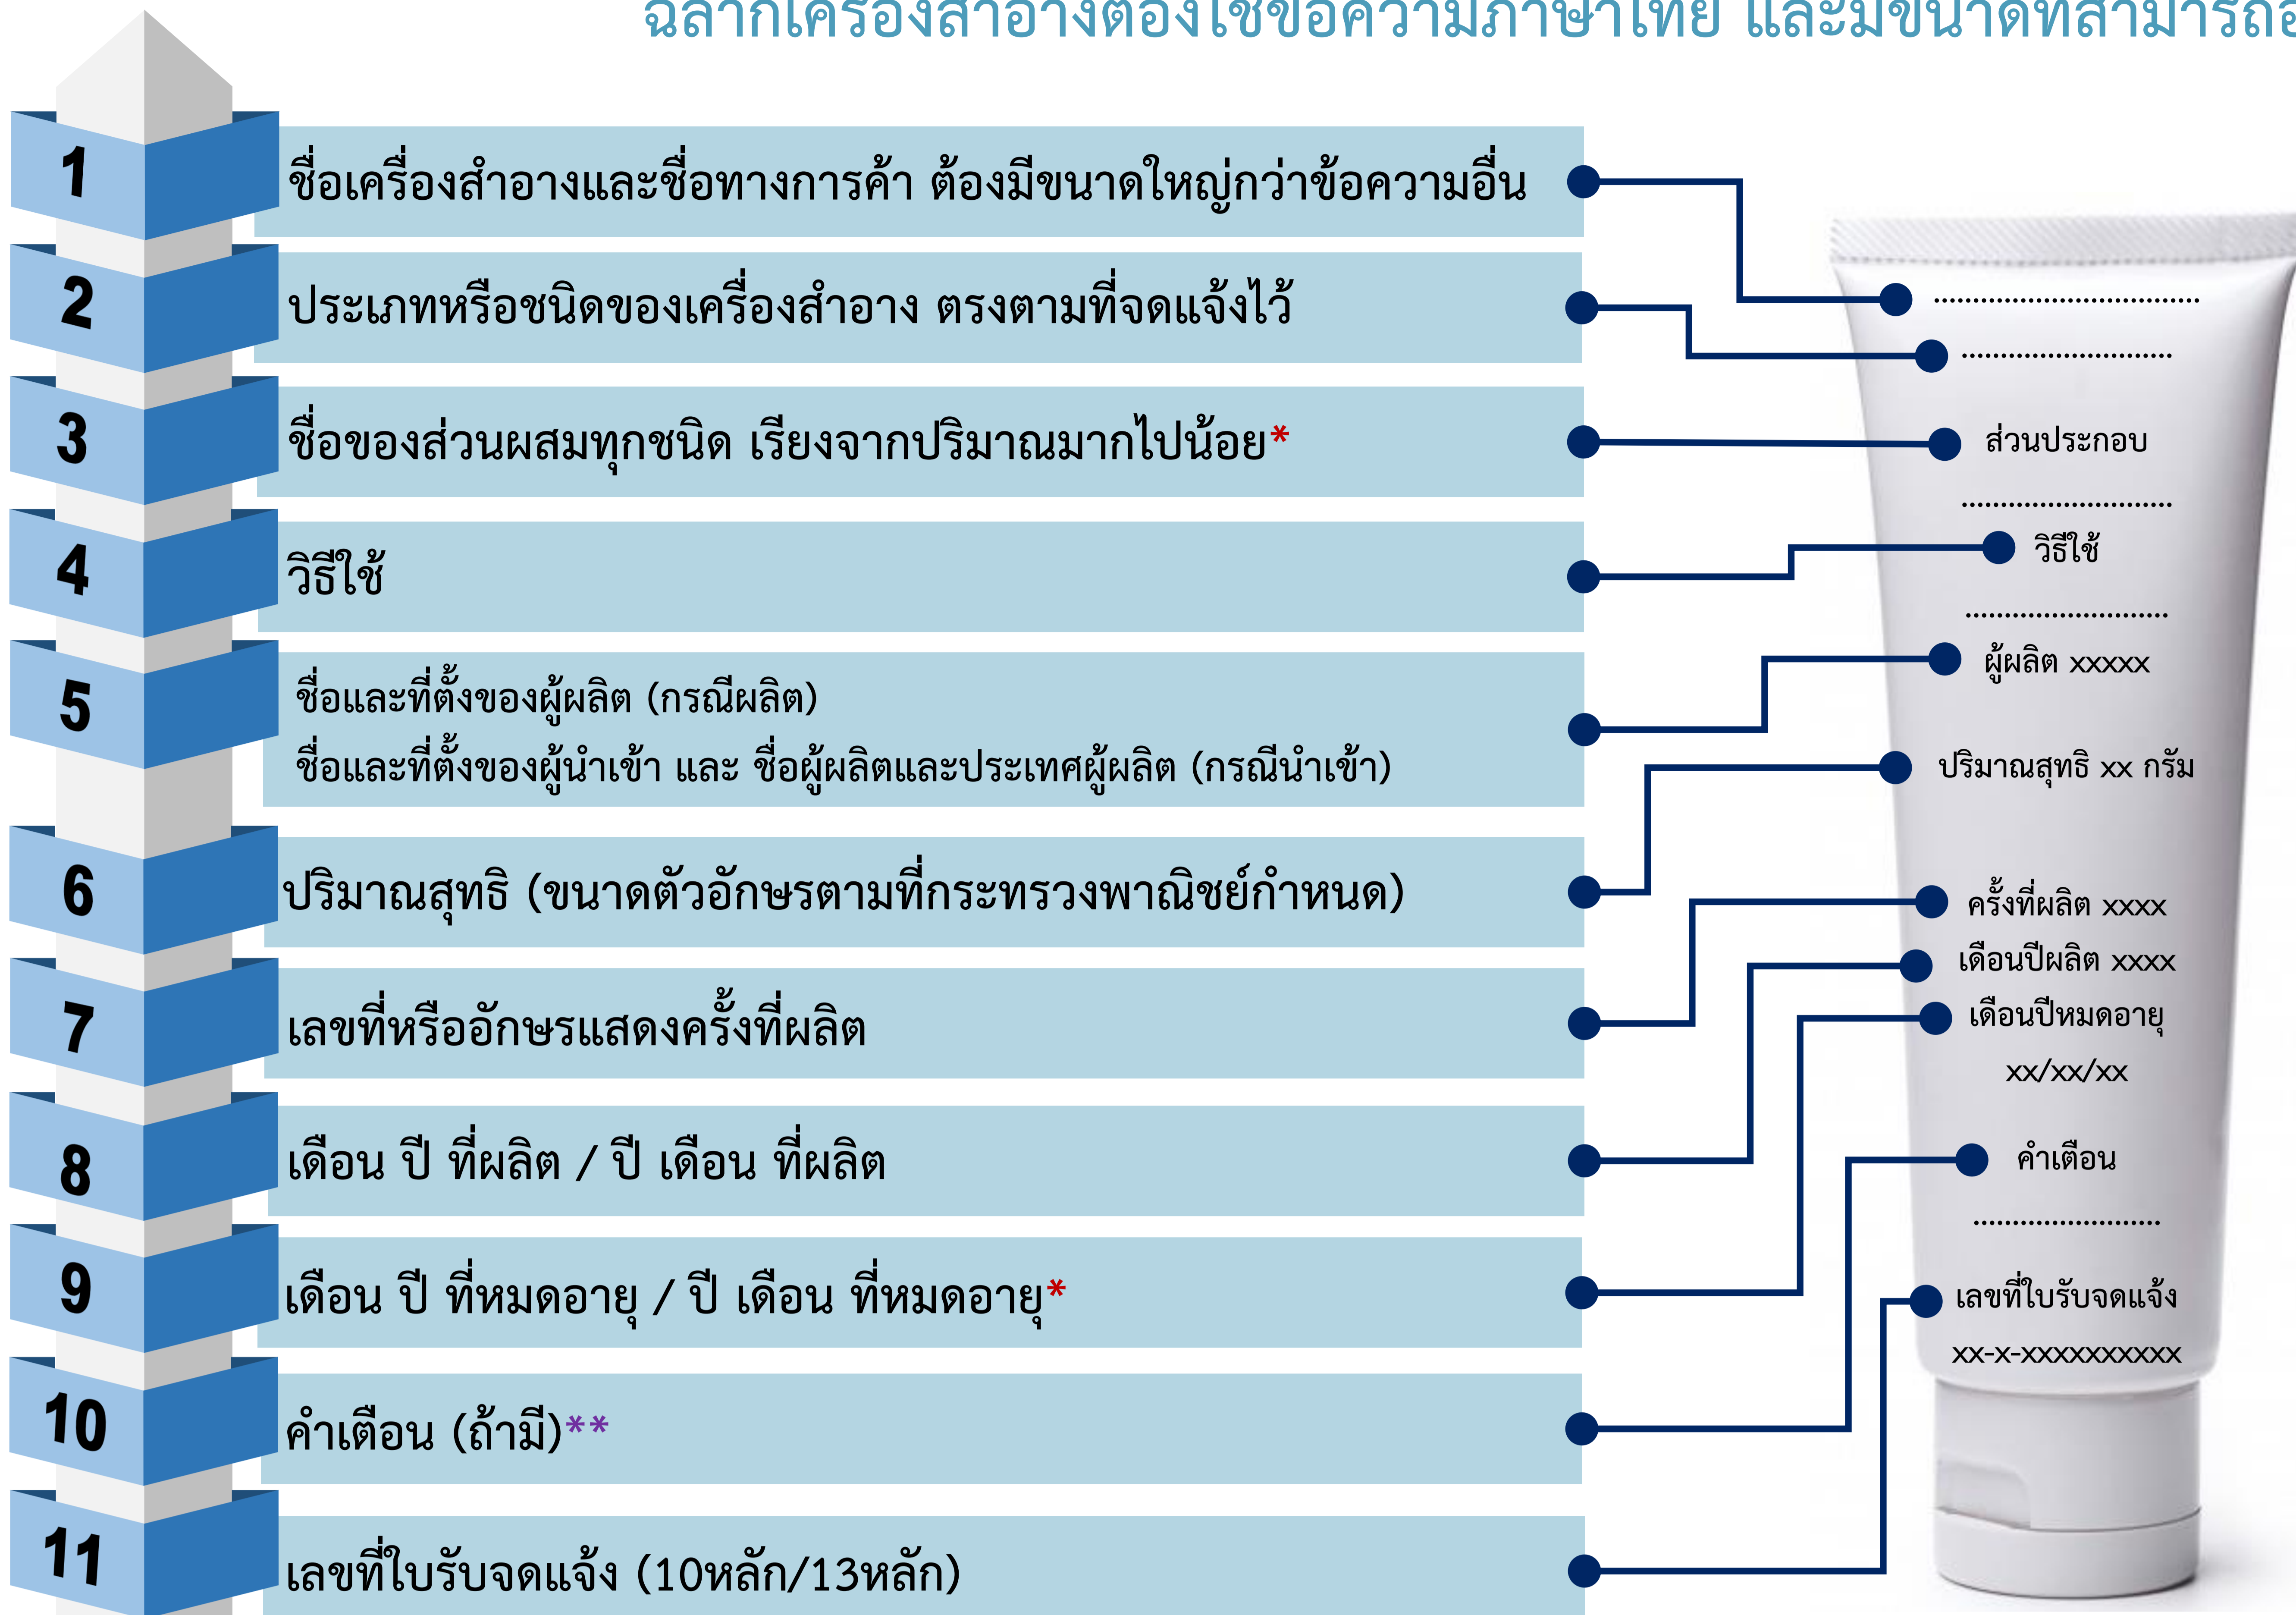 ฉลากเครื่องสำอางต้องใช้ข้อความภาษาไทย และมีขนาดที่สามารถอ
1
ชื่อเครื่องสำอางและชื่อทางการค้า ต้องมีขนาดใหญ่กว่าข้อความอื่น
2
ประเภทหรือชนิดของเครื่องสำอาง ตรงตามที่จดแจ้งไว้
3
ชื่อของส่วนผสมทุกชนิด เรียงจากปริมาณมากไปน้อย*
4
วิธีใช้
5
ชื่อและที่ตั้งของผู้ผลิต (กรณีผลิต)
ชื่อและที่ตั้งของผู้นำเข้า และ ชื่อผู้ผลิตและประเทศผู้ผลิต (กรณีนำเข้า)
6
ปริมาณสุทธิ (ขนาดตัวอักษรตามที่กระทรวงพาณิชย์กำหนด)
7
เลขที่หรืออักษรแสดงครั้งที่ผลิต
8
เดือน ปี ที่ผลิต / ปี เดือน ที่ผลิต
9
เดือน ปี ที่หมดอายุ / ปี เดือน ที่หมดอายุ*
10
คำเตือน (ถ้ามี)**
11
เลขที่ใบรับจดแจ้ง (10หลัก/13หลัก)
..................................
...........................
ส่วนประกอบ
...........................
วิธีใช้
..........................
ผู้ผลิต xxxxx
ปริมาณสุทธิ xx กรัม
ครั้งที่ผลิต xxxx
เดือนปีผลิต xxxx
เดือนปีหมดอายุ
xx/xx/xx
คำเตือน
........................
เลขที่ใบรับจดแจ้ง
xx-x-xxxxxxxxxx